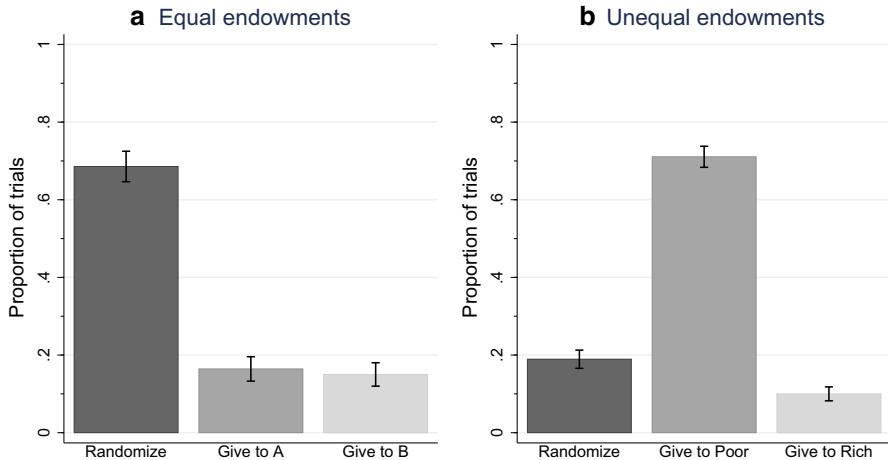 a Equal endowments
Proportion of trials
1
.8
.6
.4
.2
0
Randomize Give to A Give to B
b Unequal endowments
Proportion of trials
1
.8
.6
.4
.2
0
Randomize Give to Poor Give to Rich